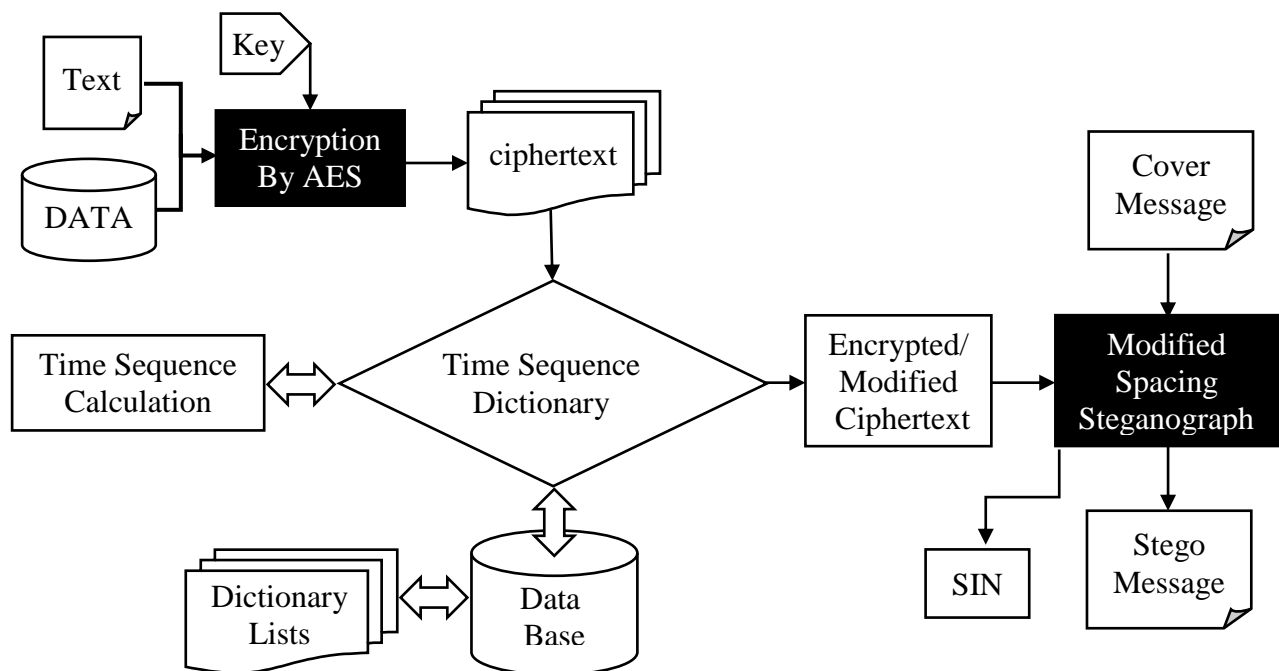 Key
Text
Encryption
By AES
ciphertext
DATA
Cover
Message
Time Sequence
Calculation
Time Sequence
Dictionary
Encrypted/
Modified
Ciphertext
Modified
Spacing
Steganograph
Dictionary
Lists
Data
Base
SIN
Stego
Message